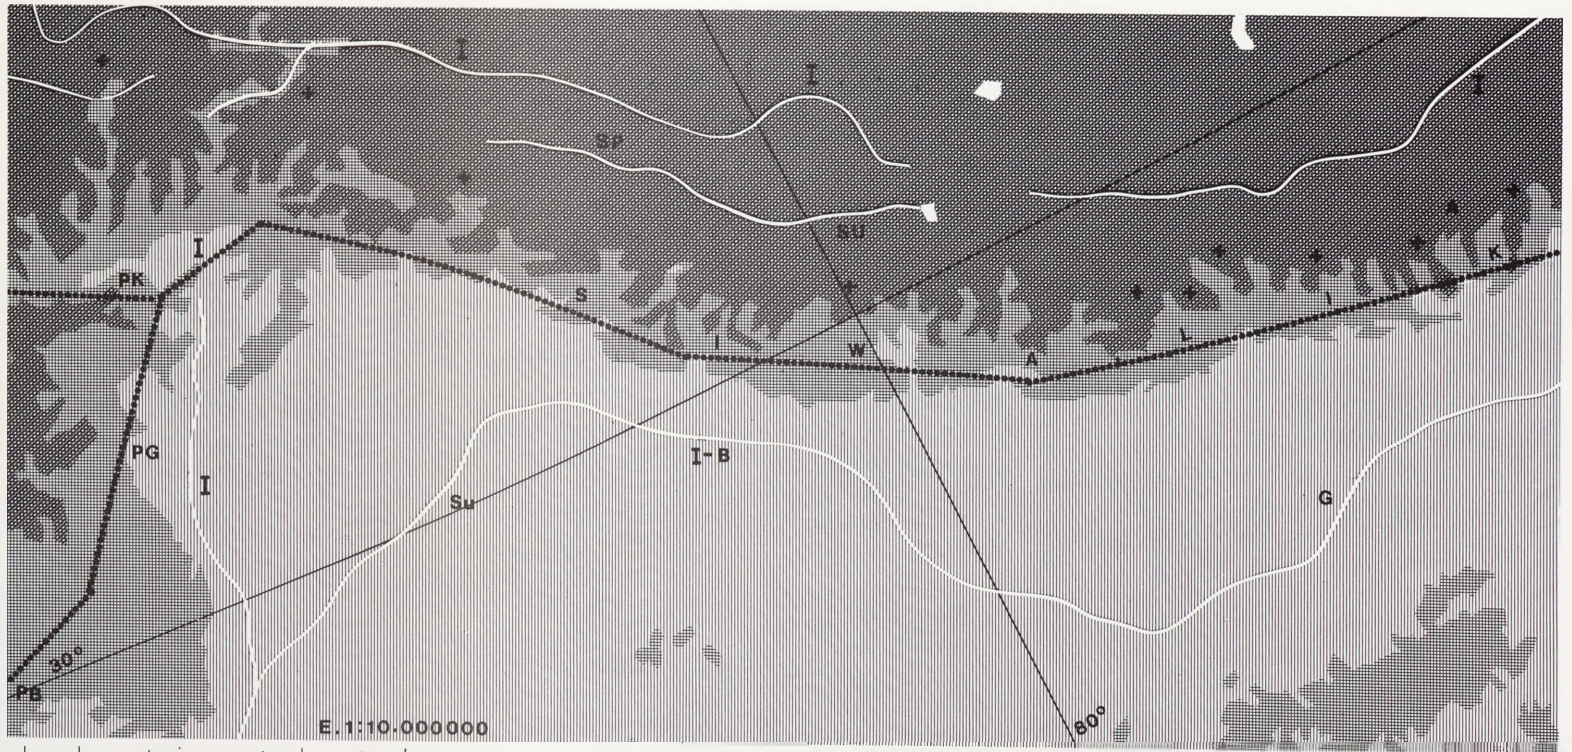 I
I
I
SP
SU
I
PK
S I W A L I K
PG
I
I-B
Su
G
30°
PB
E.1:10.000000
80°